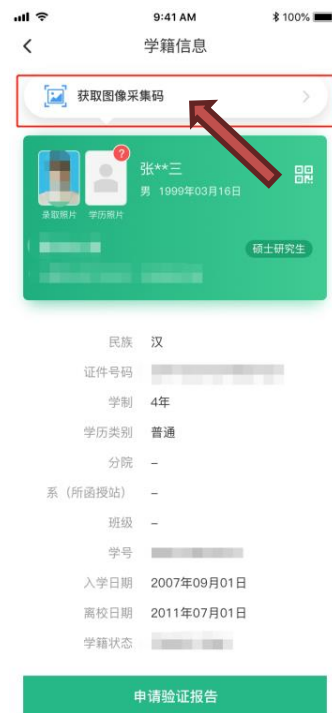 9:41 AM 100%
学籍信息
获取图像采集码
?
张**三
男 1999年03月16日
录取照片 学历照片
硕士研究生
民族 汉
证件号码
学制 4年
学历类别 普通
分院 –
系（所函授站） –
班级 –
学号
入学日期 2007年09月01日
离校日期 2011年07月01日
学籍状态
申请验证报告